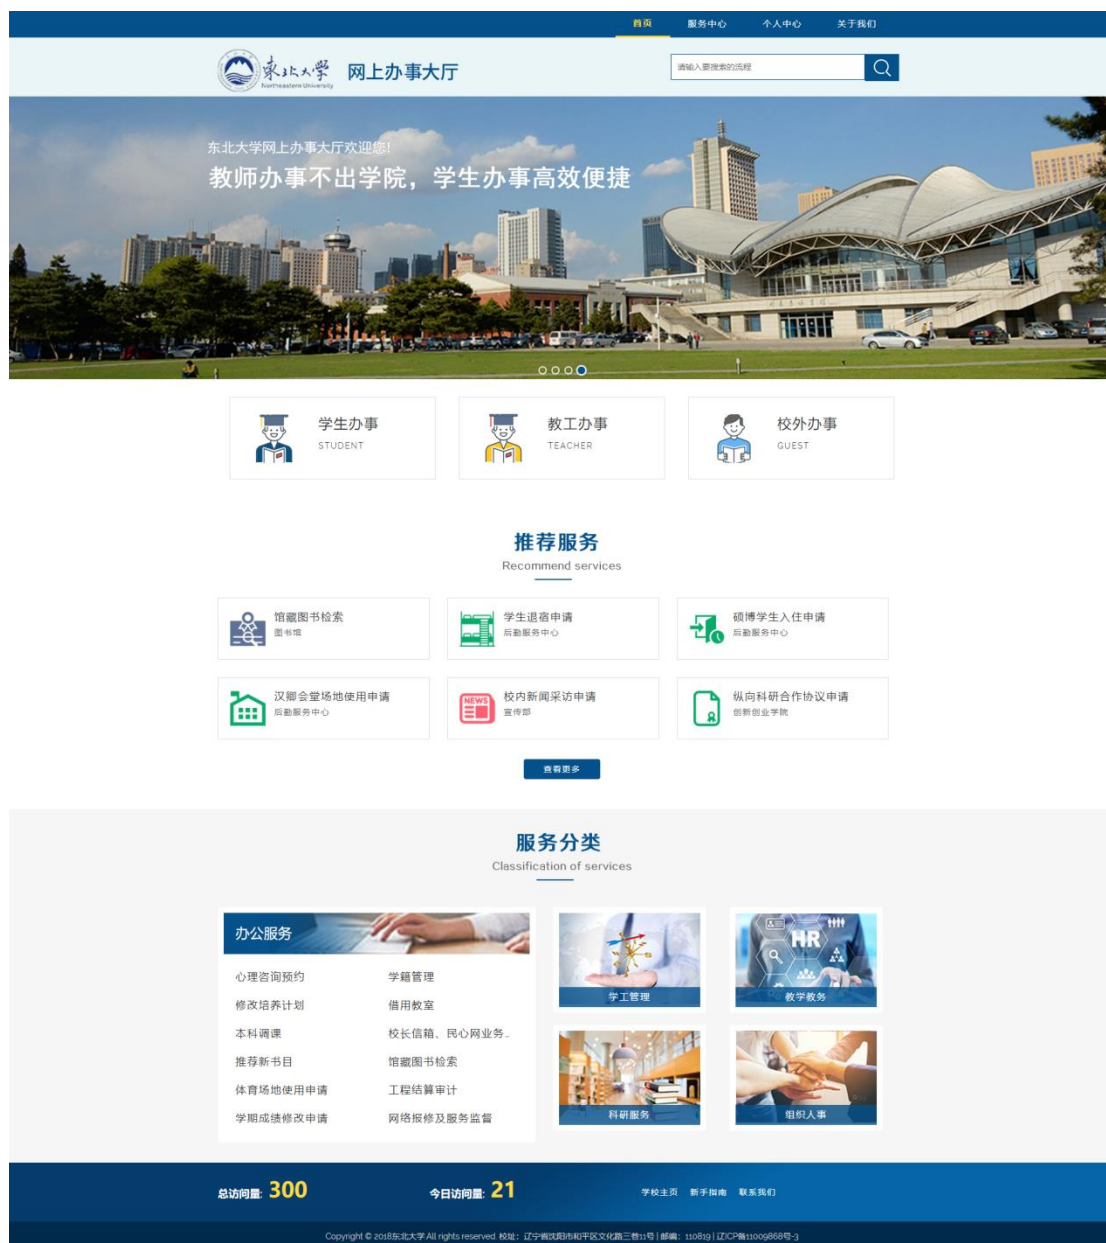 首页 服务中心 个人中心 关于我们
东北大学 网上办事大厅
Northeastern University
请输入要搜索的流程
东北大学网上办事大厅欢迎您!
教师办事不出学院，学生办事高效便捷
学生办事 教工办事 校外办事
STUDENT TEACHER GUEST
推荐服务
Recommend services
馆藏图书检索 学生退宿申请 硕博学生入住申请
图书馆 后勤服务中心 后勤服务中心
NEWS
汉卿会堂场地使用申请 校内新闻采访申请 纵向科研合作协议申请
后勤服务中心 宣传部 创新创业学院
查看更多
服务分类
Classification of services
办公服务
HR
心理咨询预约 学籍管理
修改培养计划 借用教室
本科调课 校长信箱、民心网业务..
推荐新书目 馆藏图书检索
体育场地使用申请 工程结算审计
学期成绩修改申请 网络报修及服务监督
学工管理 教学教务
科研服务 组织人事
总访问量: 300 今日访问量: 21 学校主页 新手指南 联系我们
Copyright © 2018东北大学 All rights reserved. 校址：辽宁省沈阳市和平区文化路三巷11号 | 邮编：110819 | 辽ICP备11009868号-3